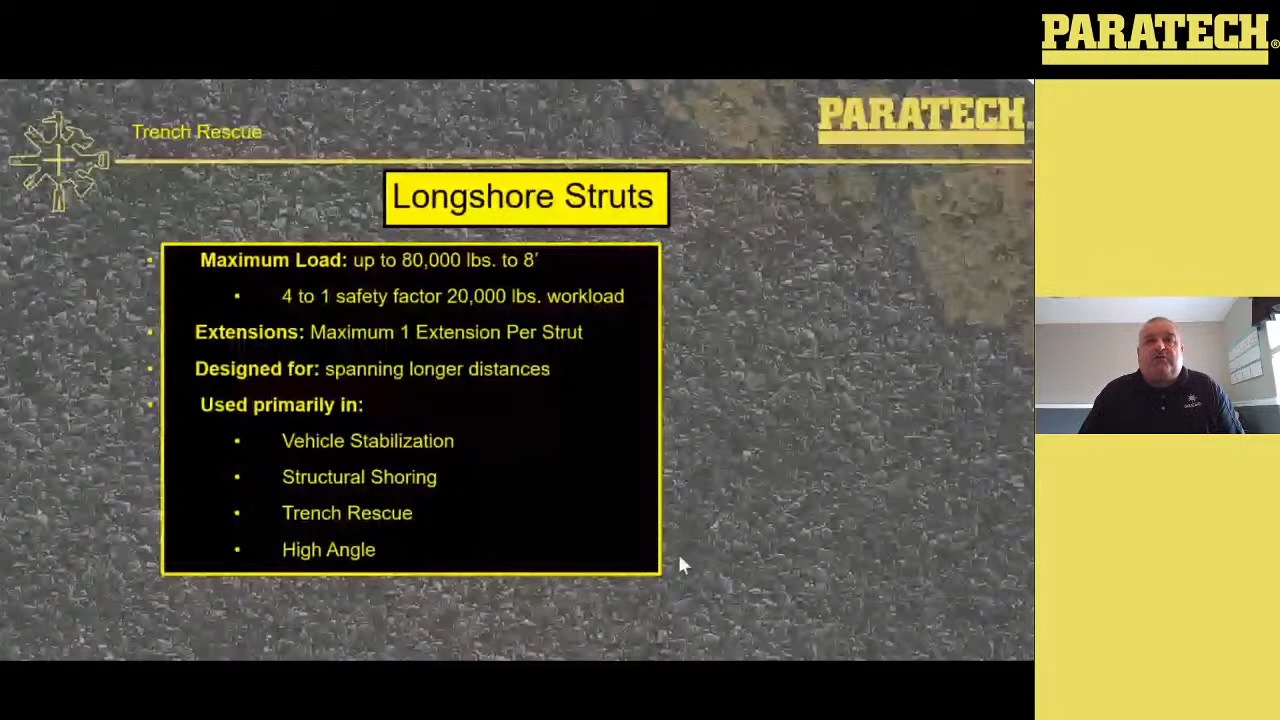 PARATECH®
Trench Rescue
PARATECH
Longshore Struts
• Maximum Load: up to 80,000 lbs. to 8’
• 4 to 1 safety factor 20,000 lbs. workload
• Extensions: Maximum 1 Extension Per Strut
• Designed for: spanning longer distances
• Used primarily in:
• Vehicle Stabilization
• Structural Shoring
• Trench Rescue
• High Angle